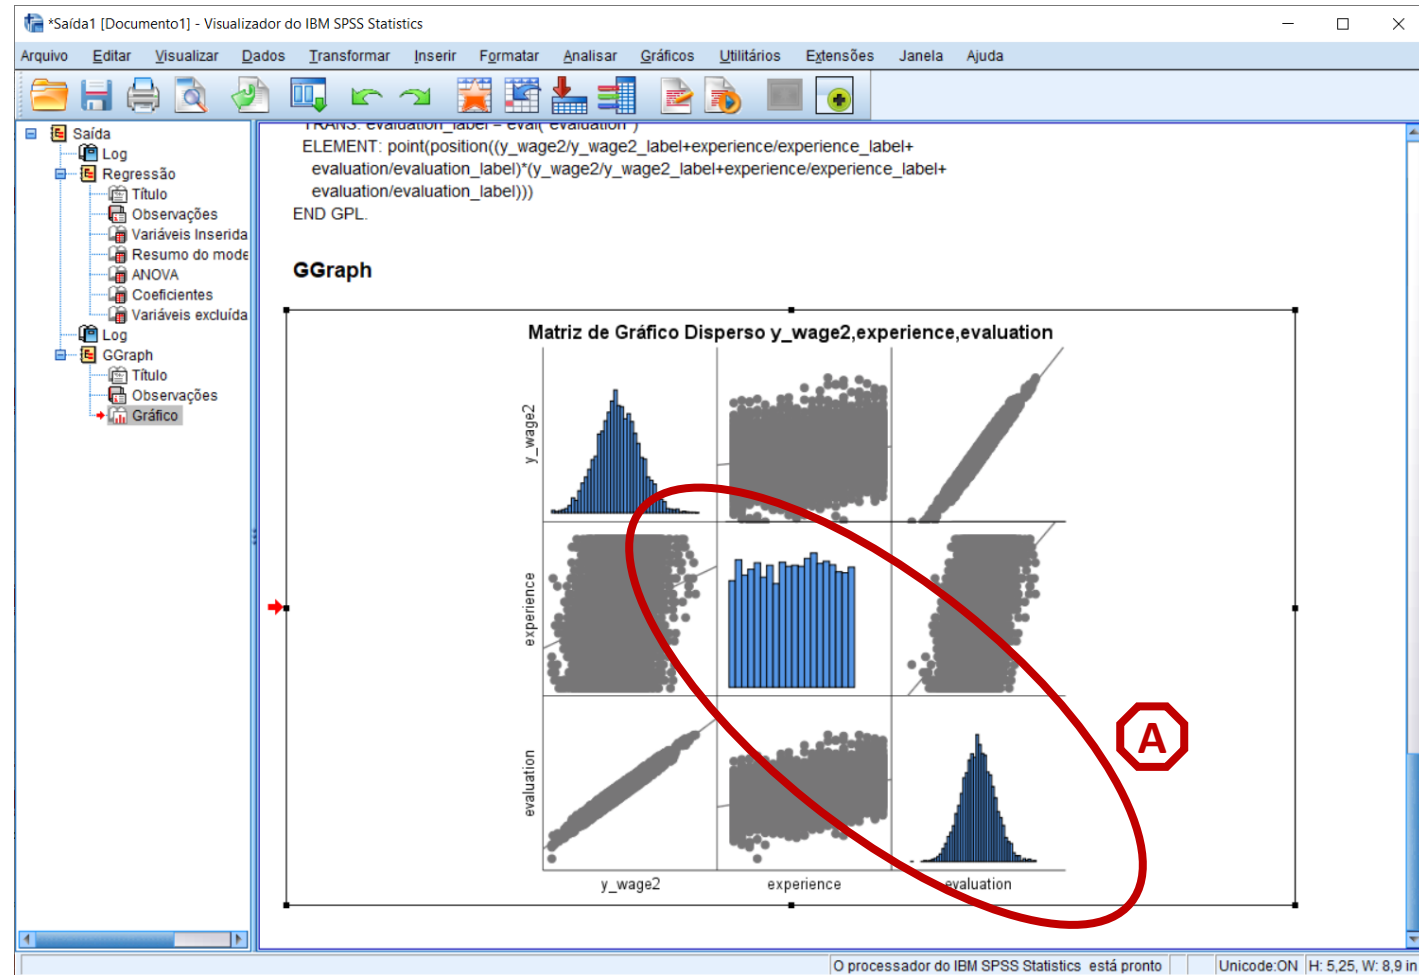 *Saída1 [Documento1] - Visualizador do IBM SPSS Statistics
Arquivo Editar Visualizar Dados Transformar Inserir Formatar Analisar Gráficos Utilitários Extensões Janela Ajuda
Saída
Log
Regressão
Título
Observações
Variáveis Inserida
Resumo do mode
ANOVA
Coeficientes
Variáveis excluída
Log
GGraph
Título
Observações
Gráfico
TRANS: evaluation_label = eval("evaluation")
ELEMENT: point(position((y_wage2/y_wage2_label+experience/experience_label+
evaluation/evaluation_label)*(y_wage2/y_wage2_label+experience/experience_label+
evaluation/evaluation_label)))
END GPL.
GGraph
Matriz de Gráfico Disperso y_wage2,experience,evaluation
y_wage2
experience
evaluation
y_wage2 experience evaluation
A
O processador do IBM SPSS Statistics está pronto Unicode:ON H: 5,25, W: 8,9 in